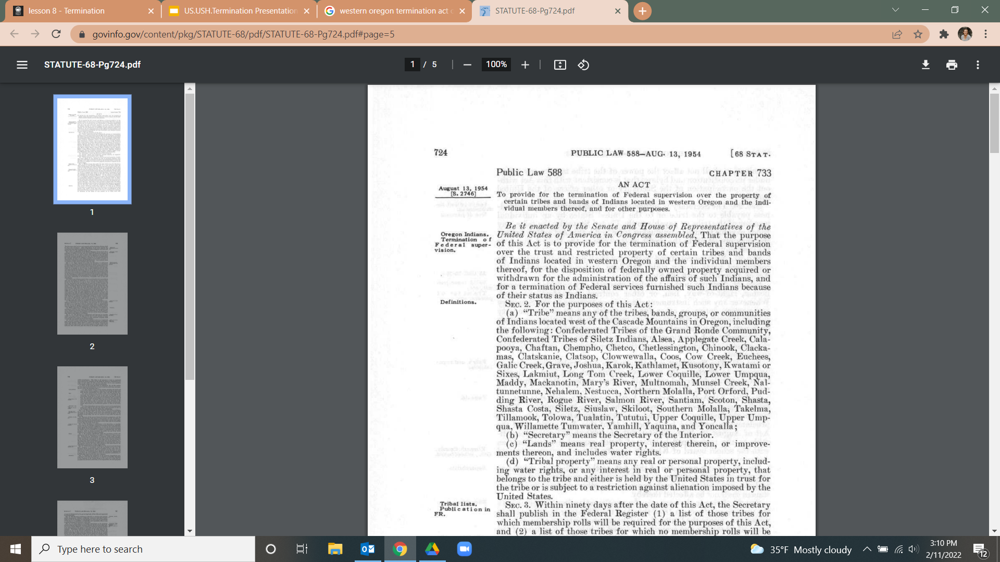 lesson 8 - Termination
US.USH.Termination Presentation
western oregon termination act
STATUTE-68-Pg724.pdf
govinfo.gov/content/pkg/STATUTE-68/pdf/STATUTE-68-Pg724.pdf#page=5
STATUTE-68-Pg724.pdf
1 / 5
100%
1
2
3
724 PUBLIC LAW 588—AUG. 13, 1954 [68 STAT.
Public Law 588 CHAPTER 733
AN ACT
August 13, 1954
[S. 2746]
To provide for the termination of Federal supervision over the property of
certain tribes and bands of Indians located in western Oregon and the indi-
vidual members thereof, and for other purposes.
Be it enacted by the Senate and House of Representatives of the
Oregon Indians.
Termination of
Federal super-
vision.
United States of America in Congress assembled, That the purpose
of this Act is to provide for the termination of Federal supervision
over the trust and restricted property of certain tribes and bands
of Indians located in western Oregon and the individual members
thereof, for the disposition of federally owned property acquired or
withdrawn for the administration of the affairs of such Indians, and
for a termination of Federal services furnished such Indians because
of their status as Indians.
Definitions.
SEC. 2. For the purposes of this Act:
(a) “Tribe” means any of the tribes, bands, groups, or communities
of Indians located west of the Cascade Mountains in Oregon, including
the following: Confederated Tribes of the Grand Ronde Community,
Confederated Tribes of Siletz Indians, Alsea, Applegate Creek, Cala-
pooya, Chaftan, Chempho, Chetco, Chetlessington, Chinook, Clacka-
mas, Clatskanie, Clatsop, Clowwewalla, Coos, Cow Creek, Euchees,
Galic Creek, Grave, Joshua, Karok, Kathlamet, Kusotony, Kwatami or
Sixes, Lakmiut, Long Tom Creek, Lower Coquille, Lower Umpqua,
Maddy, Mackanotin, Mary's River, Multnomah, Munsel Creek, Nal-
tunnetunne, Nehalem, Nestucca, Northern Molalla, Port Orford, Pud-
ding River, Rogue River, Salmon River, Santiam, Scoton, Shasta,
Shasta Costa, Siletz, Siuslaw, Skiloot, Southern Molalla, Takelma,
Tillamook, Tolowa, Tualatin, Tututui, Upper Coquille, Upper Ump-
qua, Willamette Tumwater, Yamhill, Yaquina, and Yoncalla;
(b) “Secretary” means the Secretary of the Interior.
(c) “Lands” means real property, interest therein, or improve-
ments thereon, and includes water rights.
(d) “Tribal property” means any real or personal property, includ-
ing water rights, or any interest in real or personal property, that
belongs to the tribe and either is held by the United States in trust for
the tribe or is subject to a restriction against alienation imposed by the
United States.
Tribal lists.
Publication in
FR.
SEC. 3. Within ninety days after the date of this Act, the Secretary
shall publish in the Federal Register (1) a list of those tribes for
which membership rolls will be required for the purposes of this Act,
and (2) a list of those tribes for which no membership rolls will be
Type here to search
35°F Mostly cloudy
3:10 PM
2/11/2022
12